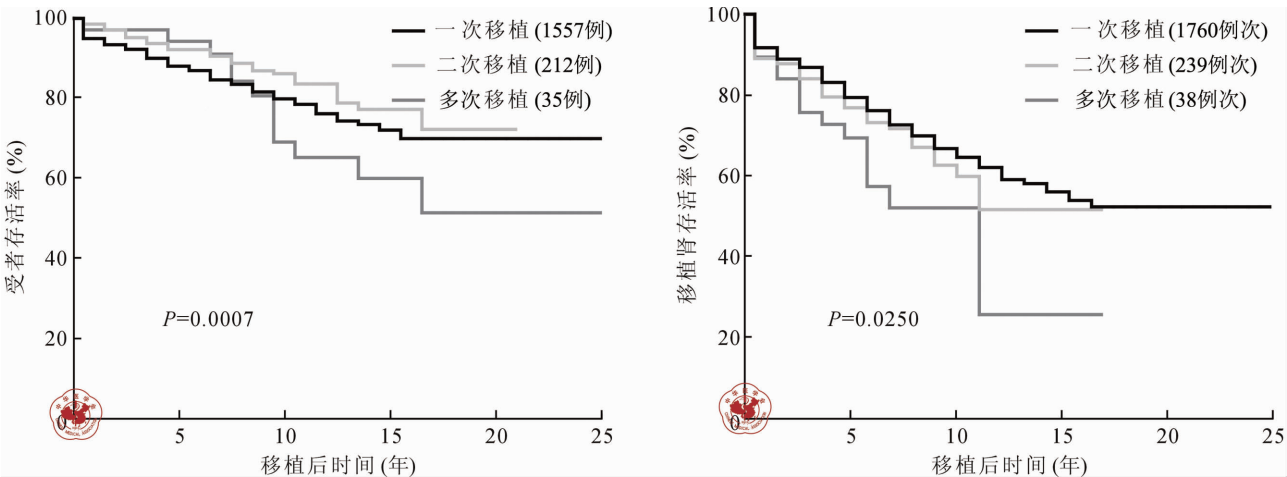 100
80
60
40
20
0
受者存活率 (%)
一次移植 (1557例)
二次移植 (212例)
多次移植 (35例)
P=0.0007
5
10
15
20
25
移植后时间 (年)
100
80
60
40
20
0
移植肾存活率 (%)
一次移植 (1760例次)
二次移植 (239例次)
多次移植 (38例次)
P=0.0250
5
10
15
20
25
移植后时间 (年)